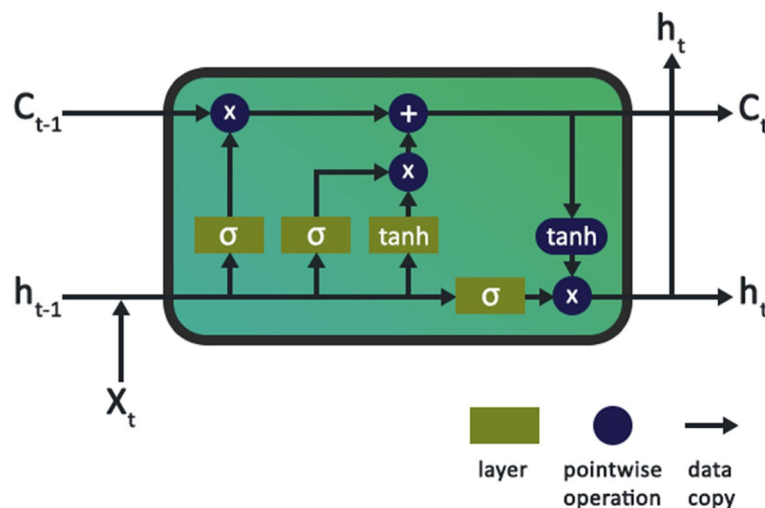 h_t
C_t-1
x
+
C_t
x
σ
σ
tanh
tanh
h_t-1
σ
x
h_t
X_t
layer
pointwise
operation
data
copy